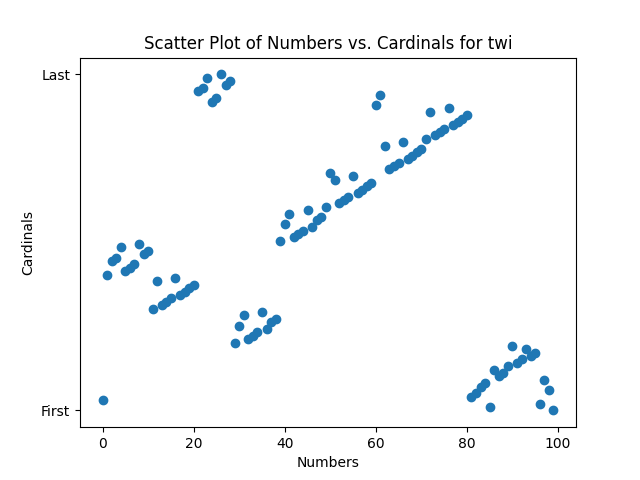 Scatter Plot of Numbers vs. Cardinals for twi
Last
Cardinals
First
0 20 40 60 80 100
Numbers